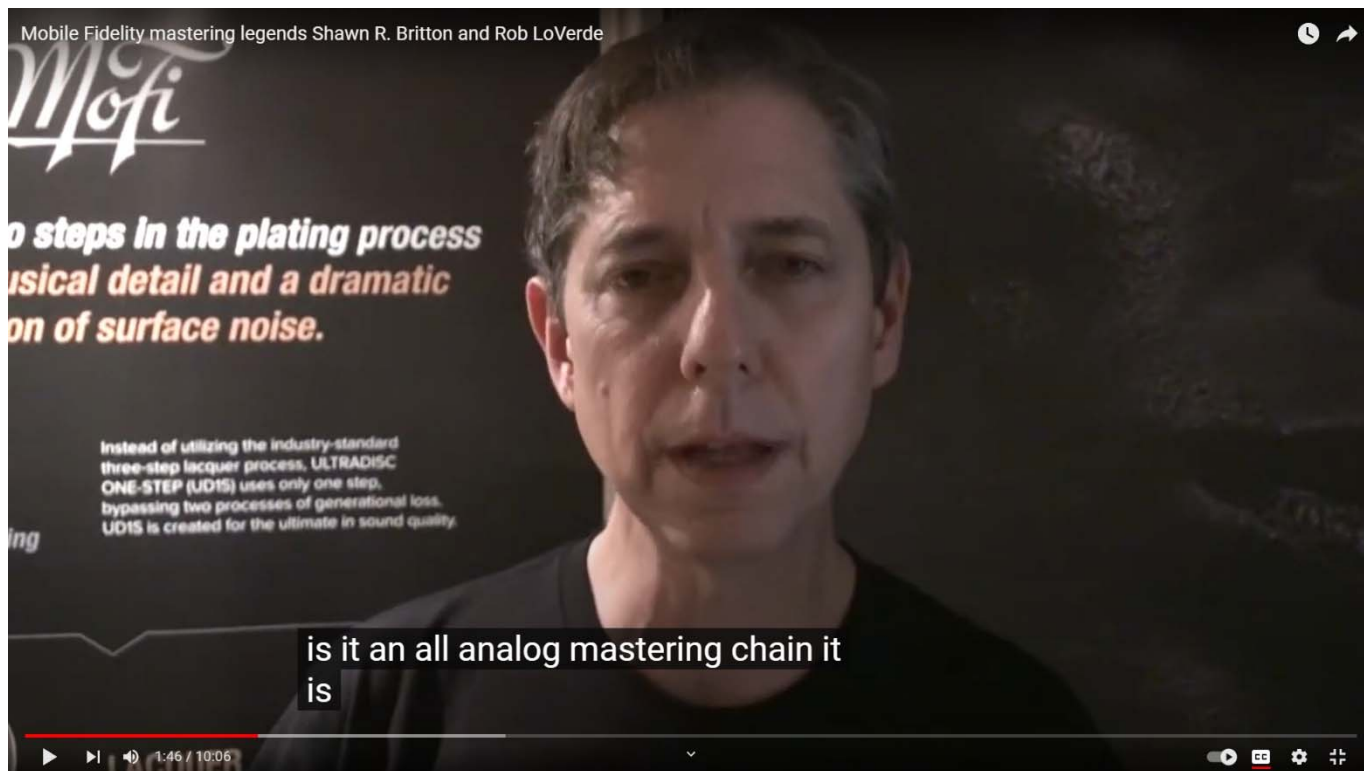 Mobile Fidelity mastering legends Shawn R. Britton and Rob LoVerde
Mofi
o steps in the plating process
usical detail and a dramatic
on of surface noise.
Instead of utilizing the industry-standard
three-step lacquer process, ULTRADISC
ONE-STEP (UD1S) uses only one step,
bypassing two processes of generational loss.
UD1S is created for the ultimate in sound quality.
ing
is it an all analog mastering chain it
is
LACQUER
1:46 / 10:06
CC